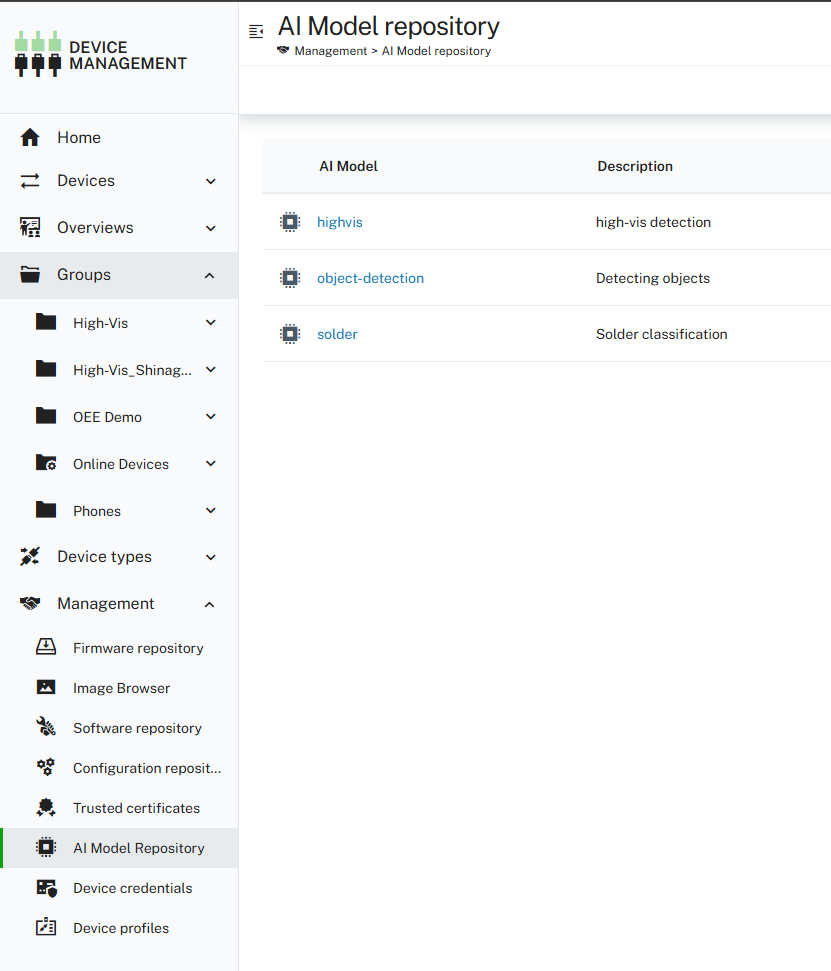 DEVICE
MANAGEMENT
AI Model repository
Management > AI Model repository
Home
Devices
Overviews
Groups
High-Vis
High-Vis_Shinag...
OEE Demo
Online Devices
Phones
Device types
Management
Firmware repository
Image Browser
Software repository
Configuration reposit...
Trusted certificates
AI Model Repository
Device credentials
Device profiles
AI Model Description
highvis high-vis detection
object-detection Detecting objects
solder Solder classification